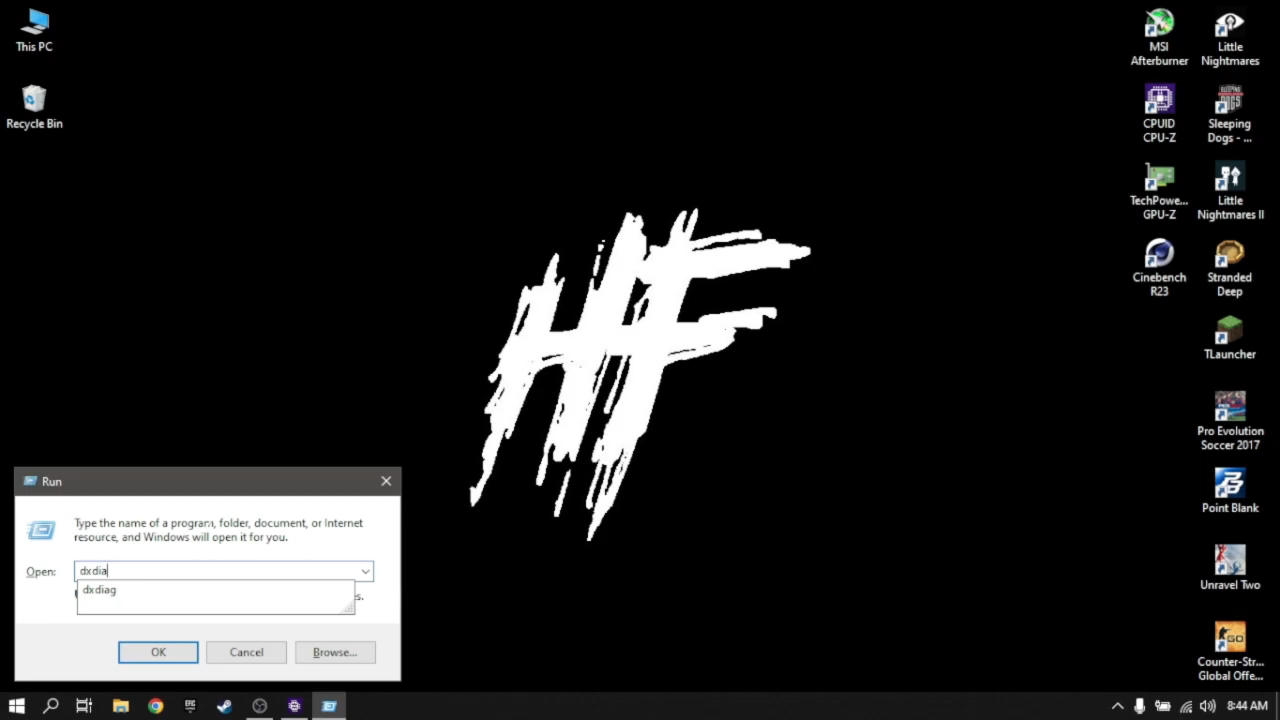 This PC
Recycle Bin
MSI
Afterburner
Little
Nightmares
CPUID
CPU-Z
Sleeping
Dogs - ...
TechPowe...
GPU-Z
Little
Nightmares II
Cinebench
R23
Stranded
Deep
TLauncher
Pro Evolution
Soccer 2017
Point Blank
Unravel Two
Counter-Str...
Global Offe...
HF
Run
Type the name of a program, folder, document, or Internet
resource, and Windows will open it for you.
Open:
dxdia
dxdiag
s.
OK
Cancel
Browse...
8:44 AM